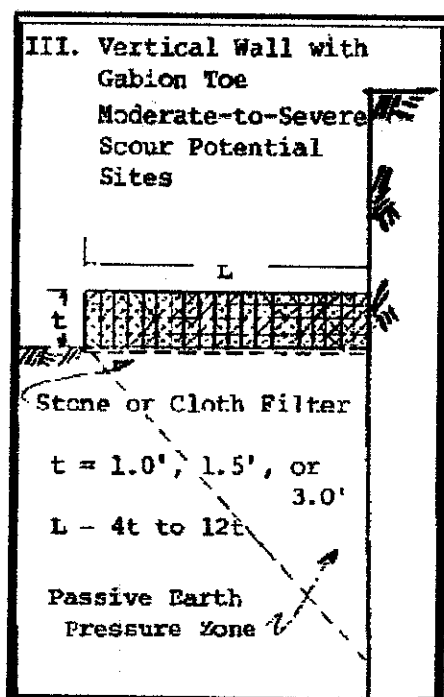 III. Vertical Wall with
Gabion Toe
Moderate-to-Severe
Scour Potential
Sites
L
t
Stone or Cloth Filter
t = 1.0', 1.5', or
3.0'
L - 4t to 12t
Passive Earth
Pressure Zone